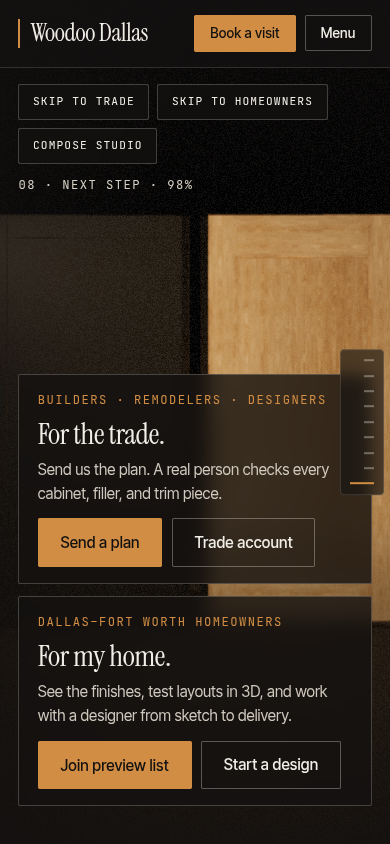 Woodoo Dallas
Book a visit
Menu
SKIP TO TRADE
SKIP TO HOMEOWNERS
COMPOSE STUDIO
08 · NEXT STEP · 98%
BUILDERS · REMODELERS · DESIGNERS
For the trade.
Send us the plan. A real person checks every
cabinet, filler, and trim piece.
Send a plan
Trade account
DALLAS–FORT WORTH HOMEOWNERS
For my home.
See the finishes, test layouts in 3D, and work
with a designer from sketch to delivery.
Join preview list
Start a design